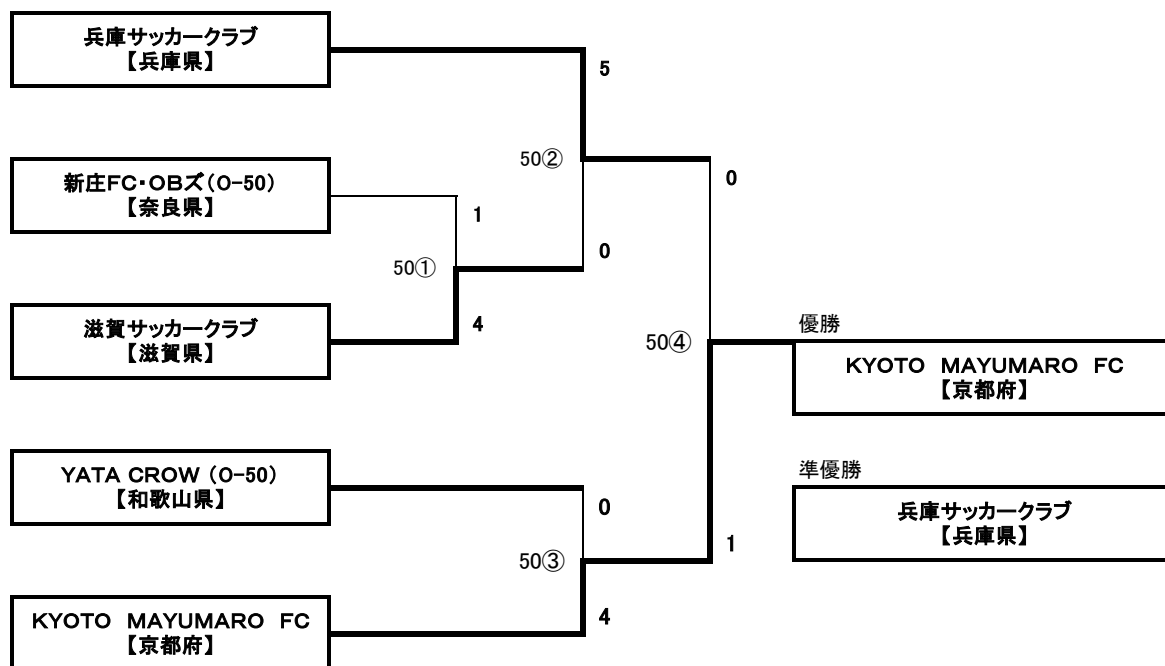 兵庫サッカークラブ
【兵庫県】
5
50②
0
新庄FC・OBズ(O-50)
【奈良県】
1
0
50①
滋賀サッカークラブ
【滋賀県】
4
50④
優勝
KYOTO MAYUMARO FC
【京都府】
YATA CROW (O-50)
【和歌山県】
0
準優勝
兵庫サッカークラブ
【兵庫県】
1
50③
KYOTO MAYUMARO FC
【京都府】
4